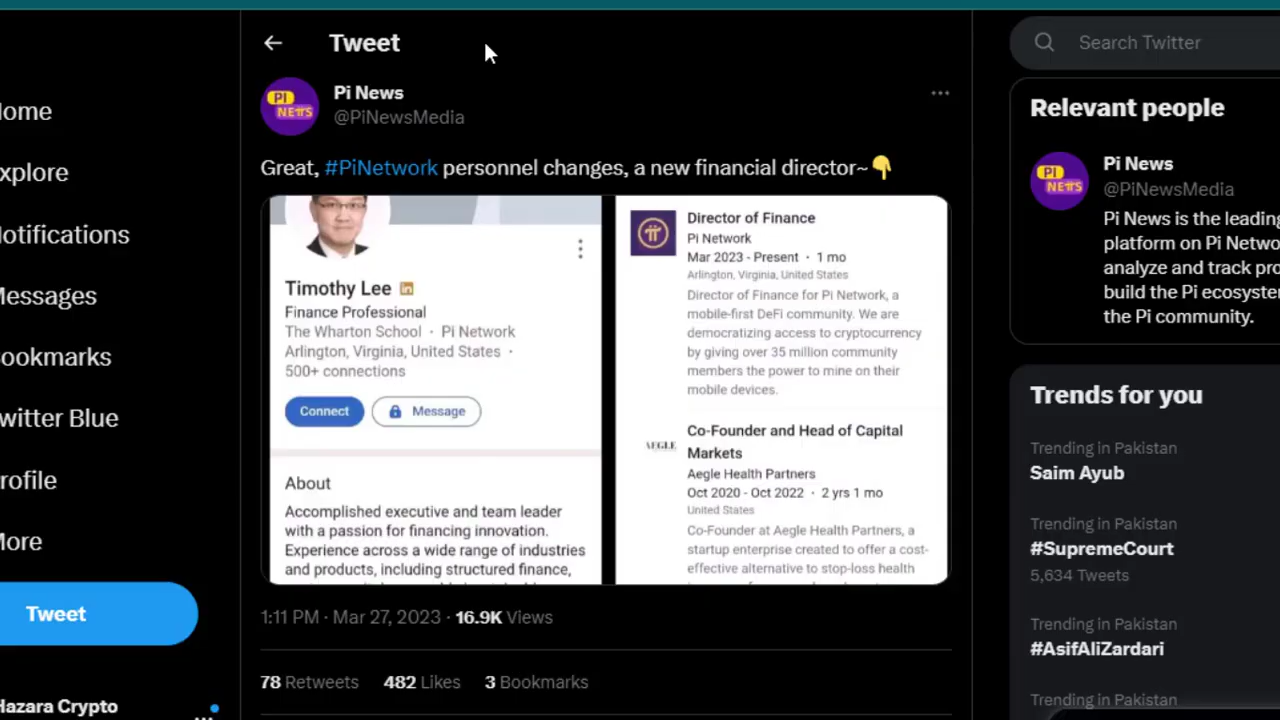 Tweet
Pi News
@PiNewsMedia
PI
NEWS
Great, #PiNetwork personnel changes, a new financial director~👇
Timothy Lee in
Finance Professional
The Wharton School · Pi Network
Arlington, Virginia, United States ·
500+ connections
Connect
Message
About
Accomplished executive and team leader
with a passion for financing innovation.
Experience across a wide range of industries
and products, including structured finance,
Director of Finance
Pi Network
Mar 2023 - Present · 1 mo
Arlington, Virginia, United States
Director of Finance for Pi Network, a
mobile-first DeFi community. We are
democratizing access to cryptocurrency
by giving over 35 million community
members the power to mine on their
mobile devices.
AEGLE
Co-Founder and Head of Capital
Markets
Aegle Health Partners
Oct 2020 - Oct 2022 · 2 yrs 1 mo
United States
Co-Founder at Aegle Health Partners, a
startup enterprise created to offer a cost-
effective alternative to stop-loss health
1:11 PM · Mar 27, 2023 · 16.9K Views
78 Retweets 482 Likes 3 Bookmarks
ome
xplore
otifications
essages
ookmarks
witter Blue
rofile
ore
Tweet
Hazara Crypto
Search Twitter
Relevant people
PI
NEWS
Pi News
@PiNewsMedia
Pi News is the leading
platform on Pi Netwo
analyze and track pro
build the Pi ecosyste
the Pi community.
Trends for you
Trending in Pakistan
Saim Ayub
Trending in Pakistan
#SupremeCourt
5,634 Tweets
Trending in Pakistan
#AsifAliZardari
Trending in Pakistan